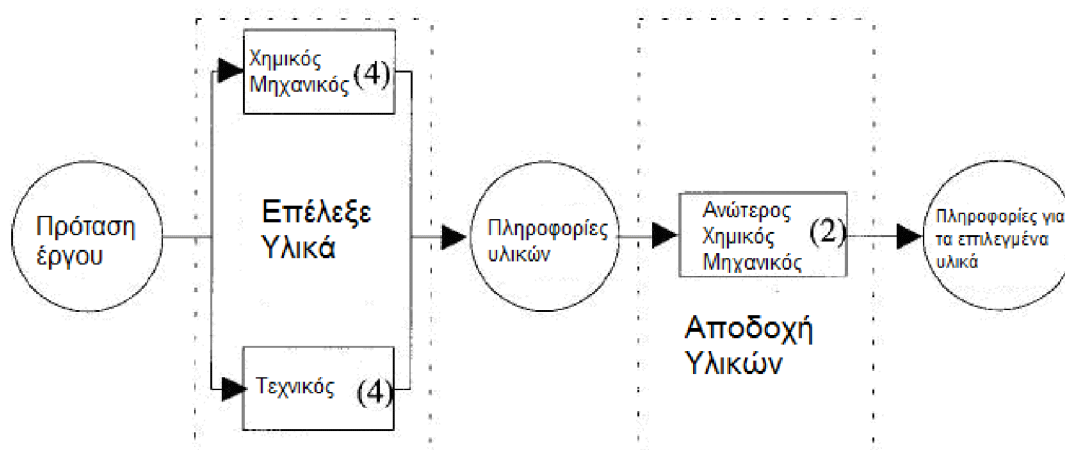 Πρόταση
έργου
Χημικός
Μηχανικός (4)
Επέλεξε
Υλικά
Τεχνικός (4)
Πληροφορίες
υλικών
Ανώτερος
Χημικός (2)
Μηχανικός
Αποδοχή
Υλικών
Πληροφορίες για
τα επιλεγμένα
υλικά